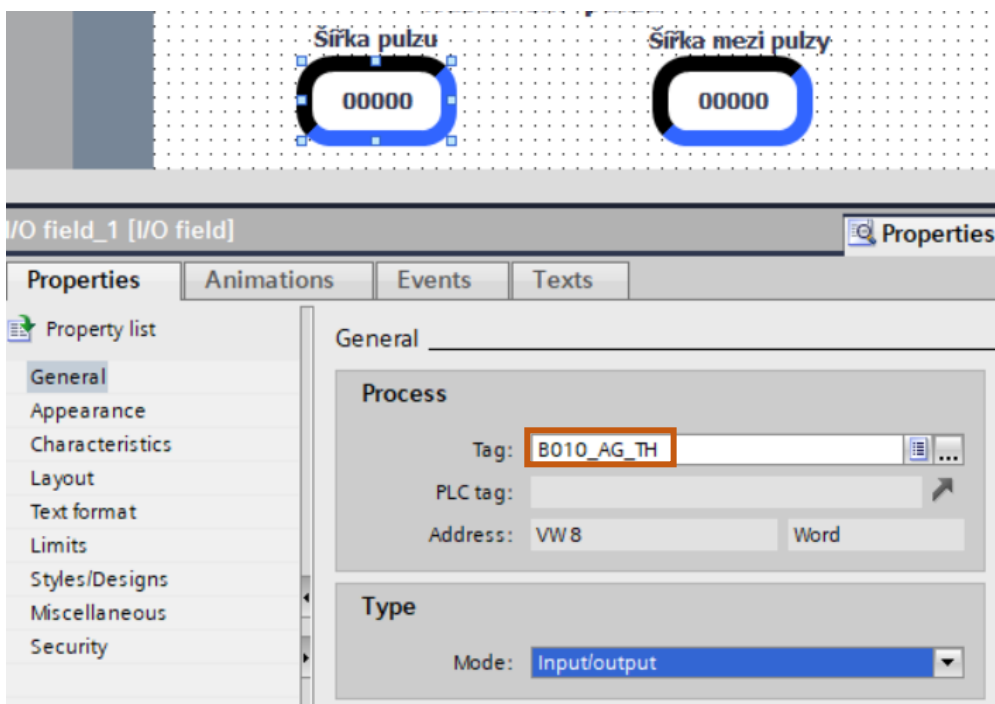 Šířka pulzu
Šířka mezi pulzy
00000
00000
I/O field_1 [I/O field]
Properties
Properties
Animations
Events
Texts
Property list
General
Appearance
Characteristics
Layout
Text format
Limits
Styles/Designs
Miscellaneous
Security
General
Process
Tag: B010_AG_TH
...
PLC tag:
Address: VW 8 Word
Type
Mode: Input/output